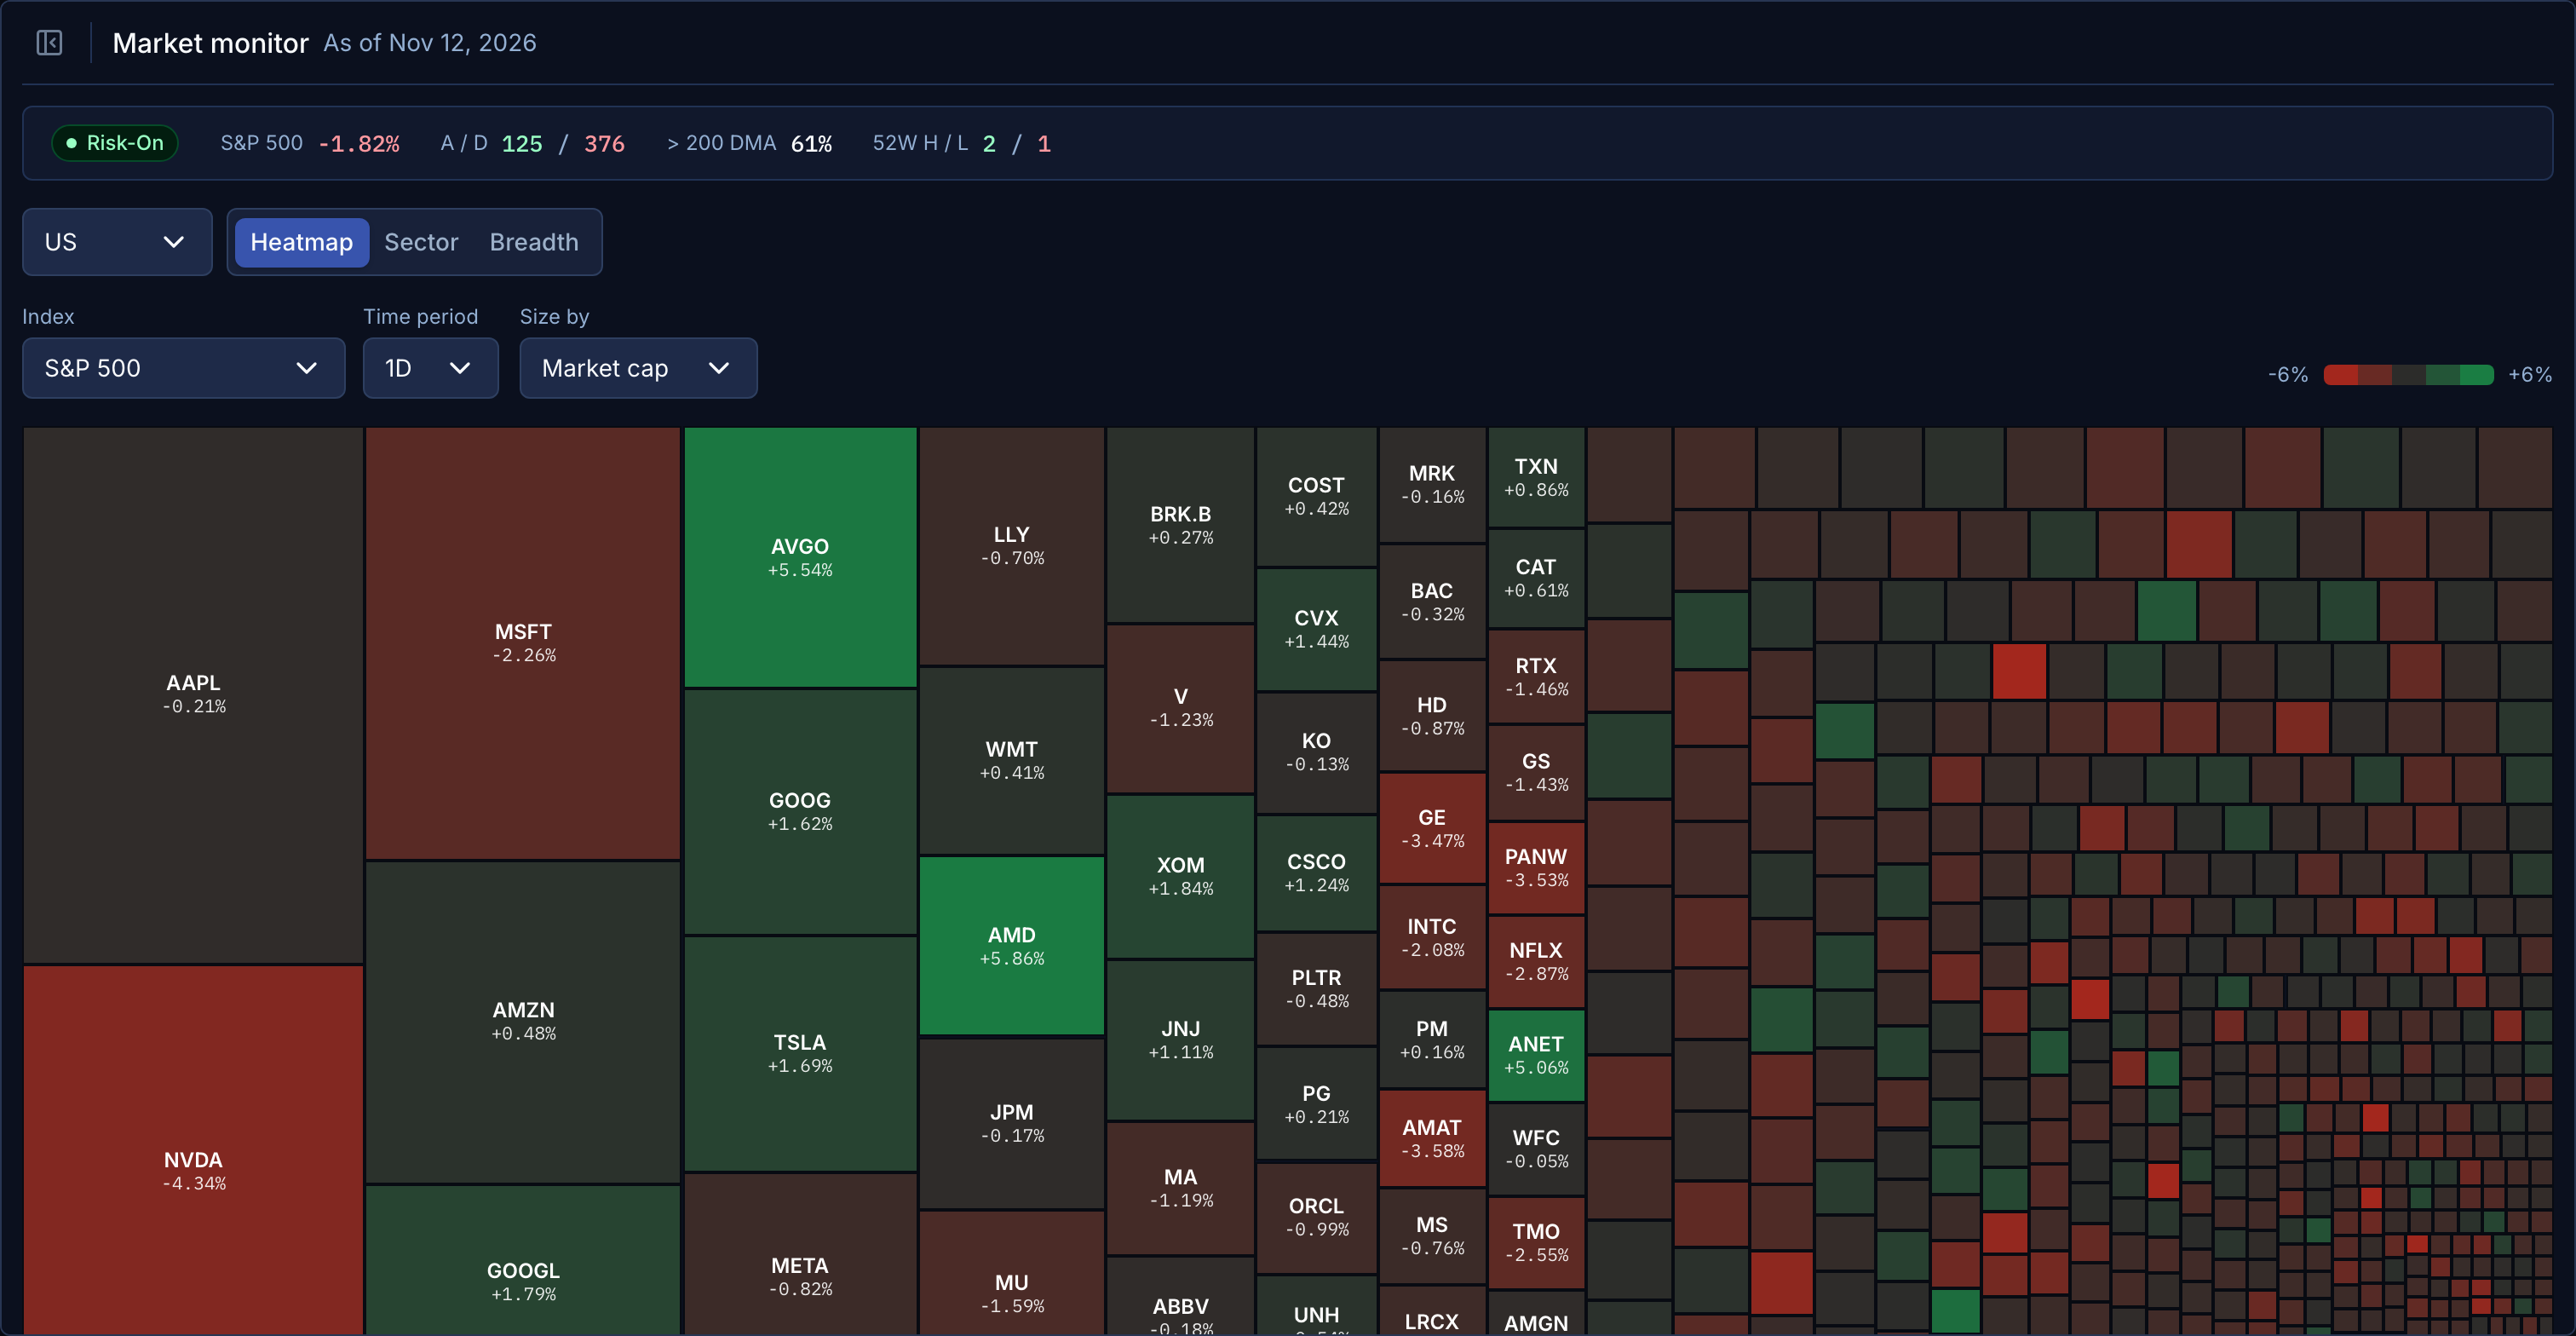 Market monitor As of Nov 12, 2026
Risk-On S&P 500 -1.82% A / D 125 / 376 > 200 DMA 61% 52W H / L 2 / 1
US Heatmap Sector Breadth
Index Time period Size by
S&P 500 1D Market cap
-6% +6%
AAPL
-0.21%
NVDA
-4.34%
MSFT
-2.26%
AMZN
+0.48%
GOOGL
+1.79%
AVGO
+5.54%
GOOG
+1.62%
TSLA
+1.69%
META
-0.82%
LLY
-0.70%
WMT
+0.41%
AMD
+5.86%
JPM
-0.17%
MU
-1.59%
BRK.B
+0.27%
V
-1.23%
XOM
+1.84%
JNJ
+1.11%
MA
-1.19%
ABBV
-0.18%
COST
+0.42%
CVX
+1.44%
KO
-0.13%
CSCO
+1.24%
PLTR
-0.48%
PG
+0.21%
ORCL
-0.99%
UNH
MRK
-0.16%
BAC
-0.32%
HD
-0.87%
GE
-3.47%
INTC
-2.08%
PM
+0.16%
AMAT
-3.58%
MS
-0.76%
LRCX
TXN
+0.86%
CAT
+0.61%
RTX
-1.46%
GS
-1.43%
PANW
-3.53%
NFLX
-2.87%
ANET
+5.06%
WFC
-0.05%
TMO
-2.55%
AMGN